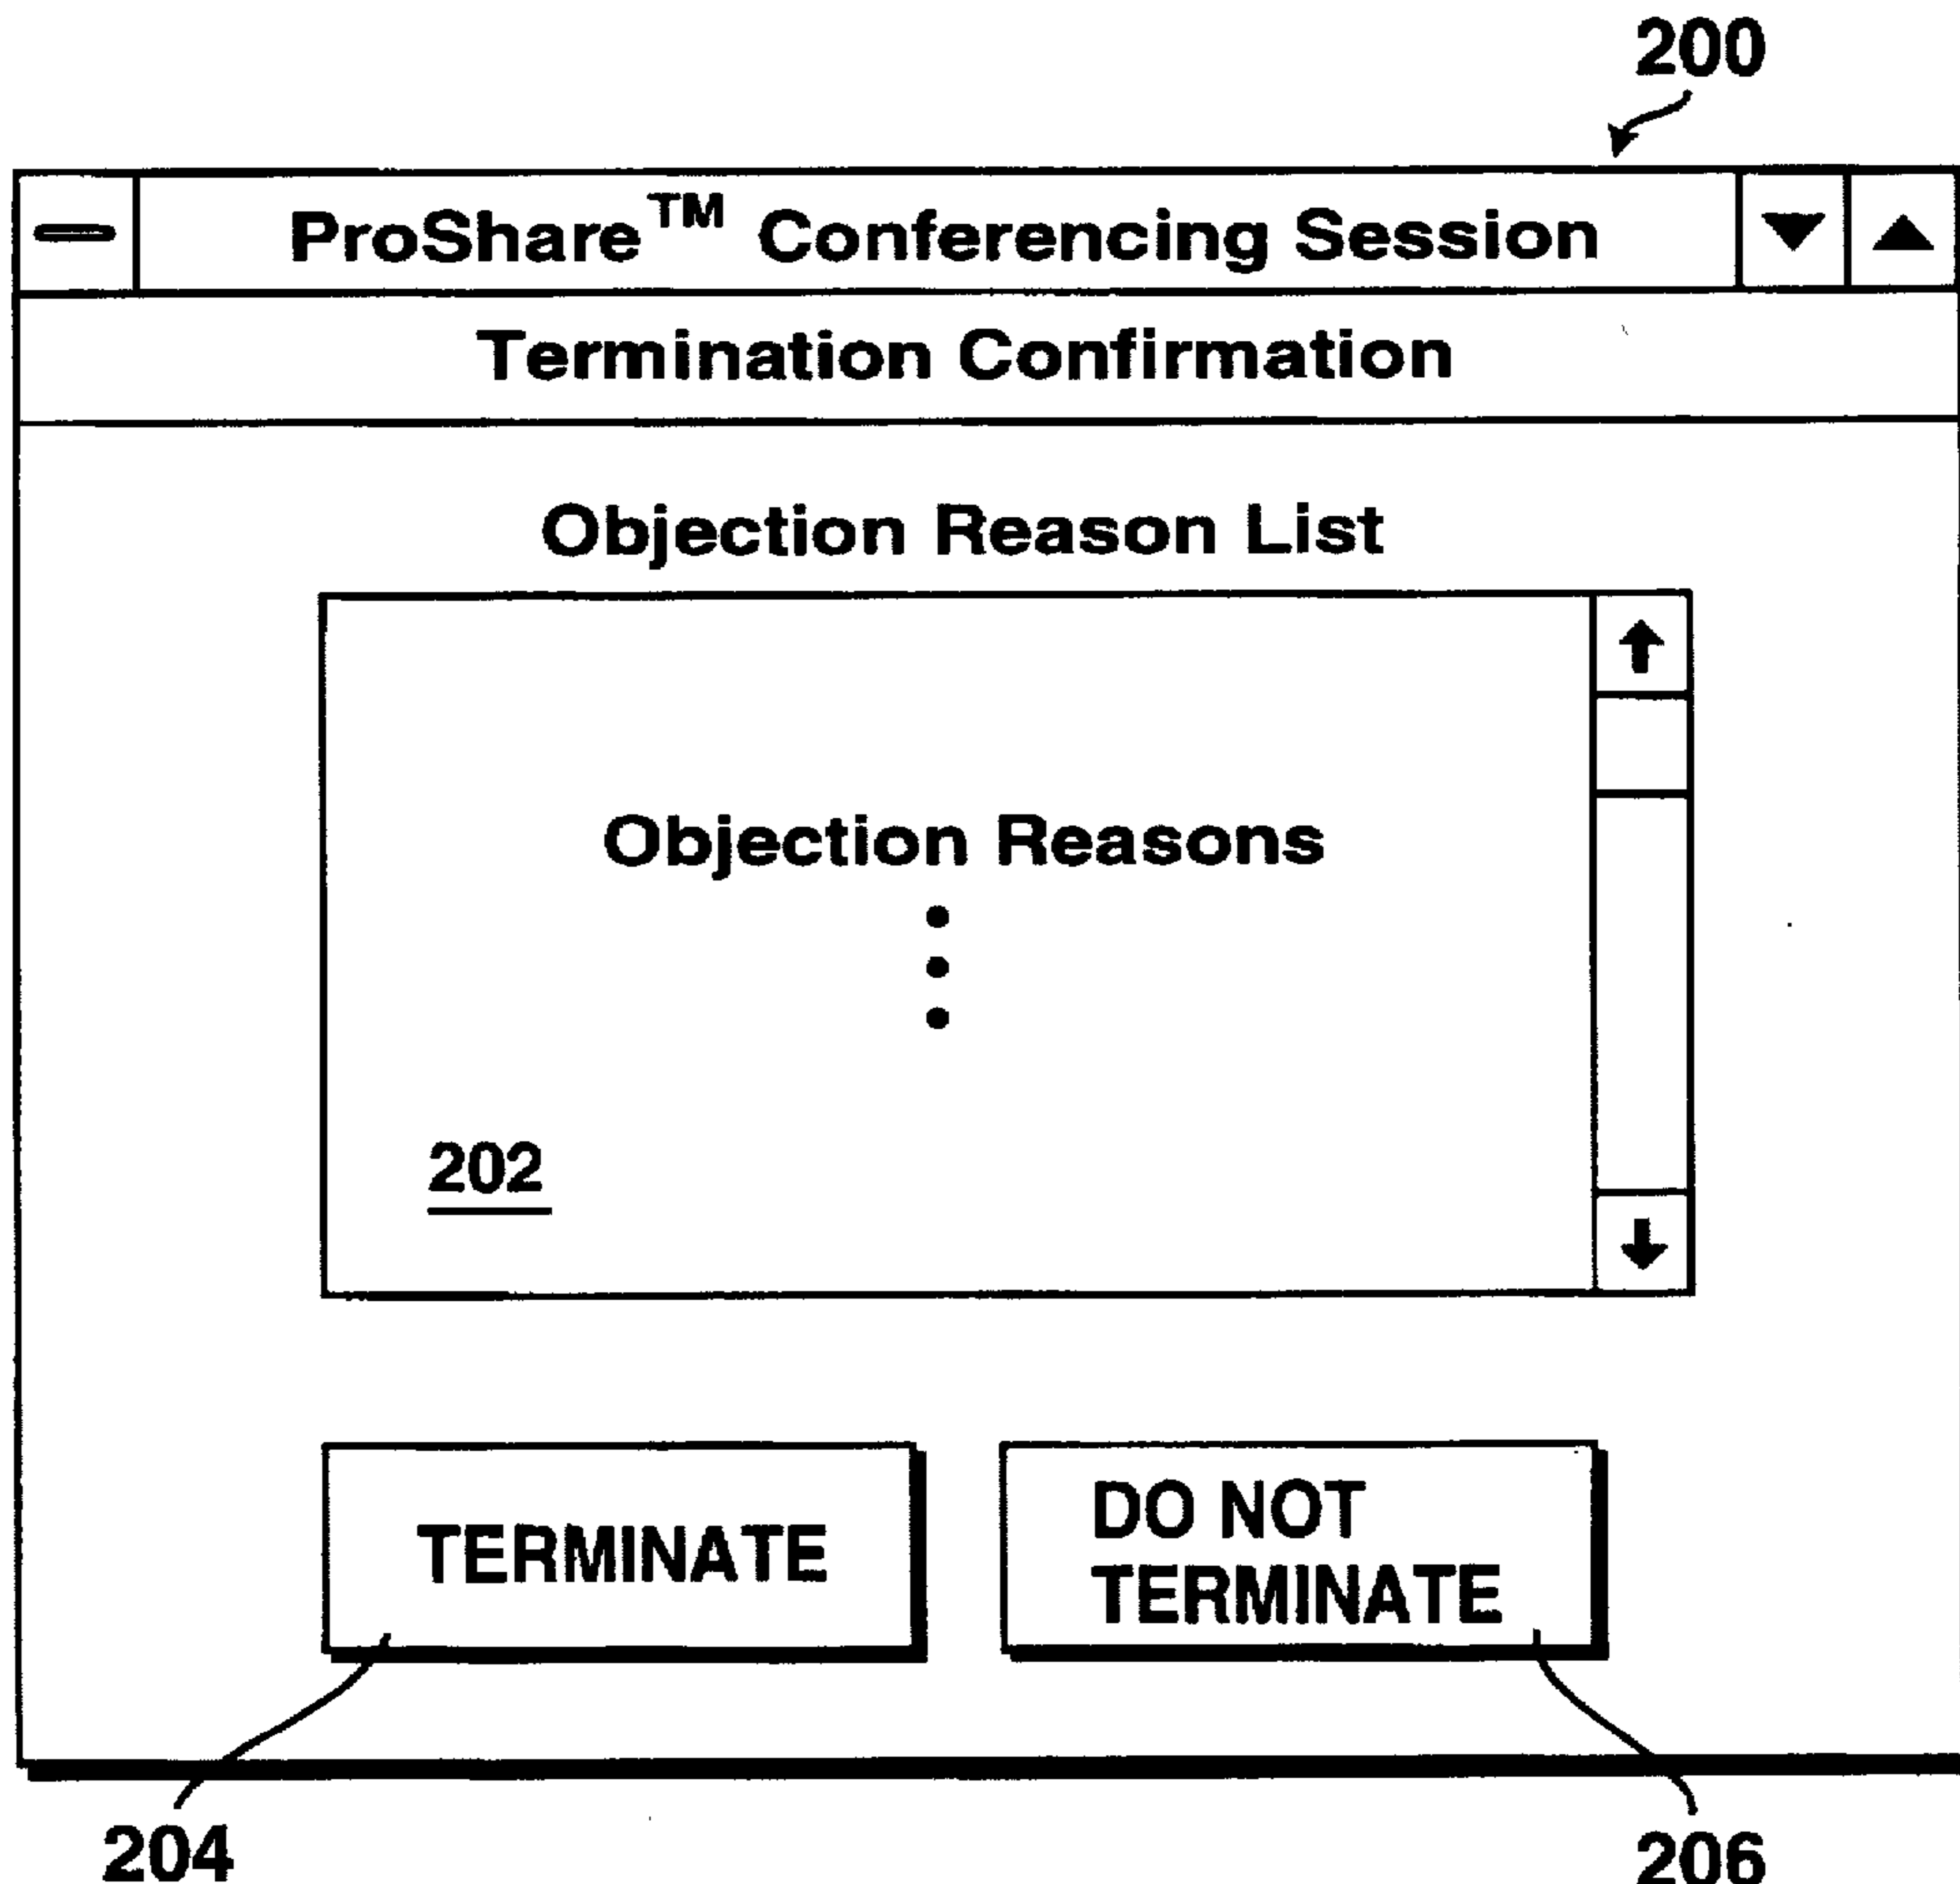 200
ProShare™ Conferencing Session
Termination Confirmation
Objection Reason List
Objection Reasons
202
TERMINATE
DO NOT
TERMINATE
204
206